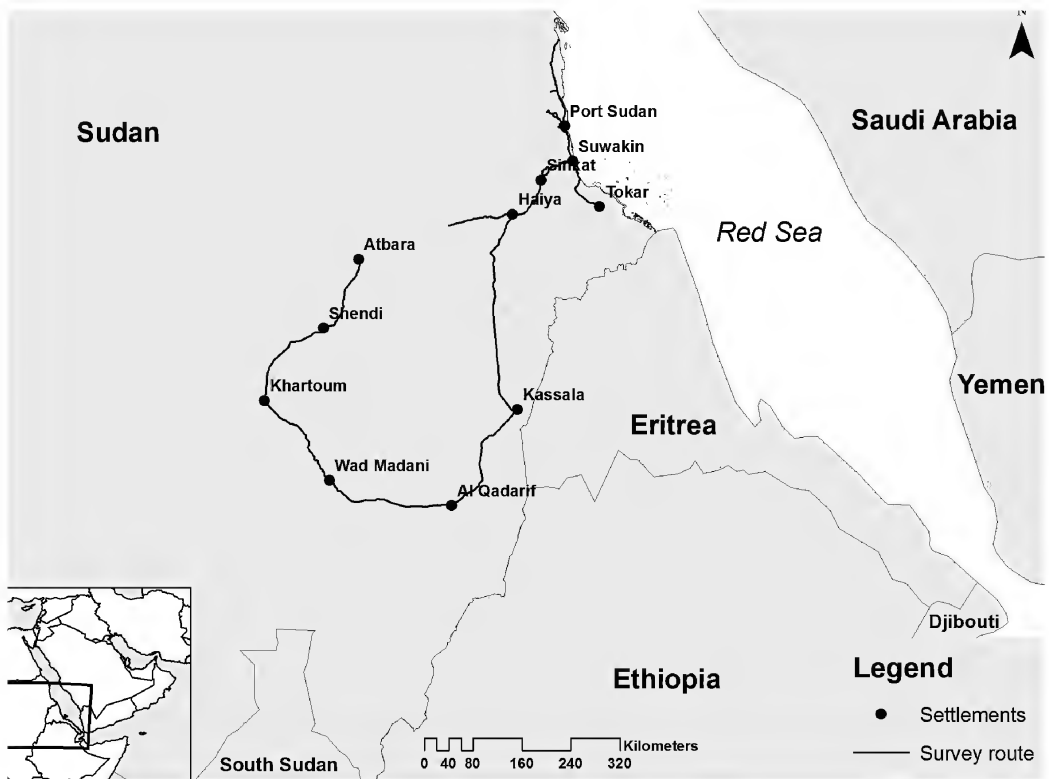 N
Port Sudan
Saudi Arabia
Sudan
Suwakin
Sinkat
Tokar
Haiya
Red Sea
Atbara
Shendi
Khartoum
Kassala
Yemen
Eritrea
Wad Madani
Al Qadarif
Djibouti
Ethiopia
Legend
Settlements
Survey route
Kilometers
0 40 80 160 240 320
South Sudan